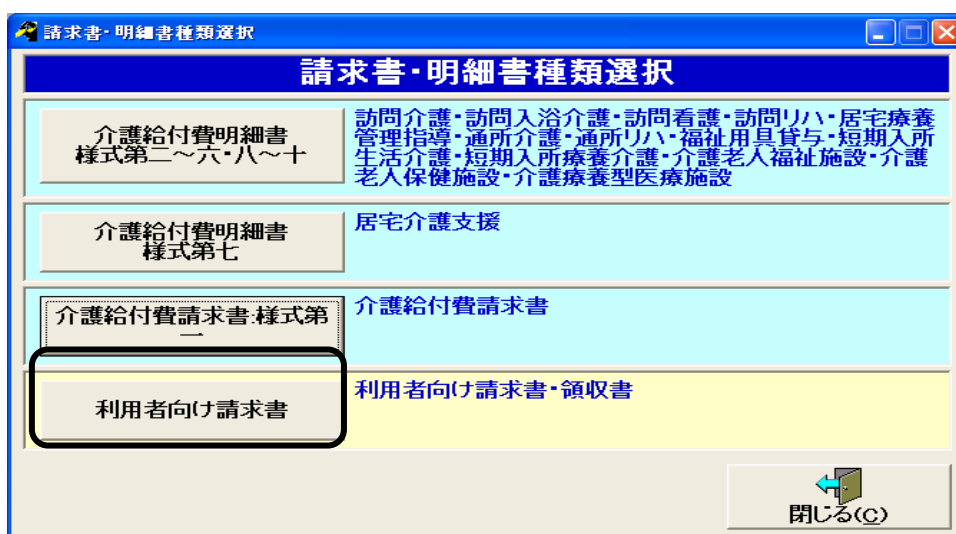 請求書・明細書種類選択
請求書・明細書種類選択
介護給付費明細書
様式第二～六・八～十
訪問介護・訪問入浴介護・訪問看護・訪問リハ・居宅療養
管理指導・通所介護・通所リハ・福祉用具貸与・短期入所
生活介護・短期入所療養介護・介護老人福祉施設・介護
老人保健施設・介護療養型医療施設
介護給付費明細書
様式第七
居宅介護支援
介護給付費請求書:様式第
一
介護給付費請求書
利用者向け請求書
利用者向け請求書・領収書
閉じる(C)